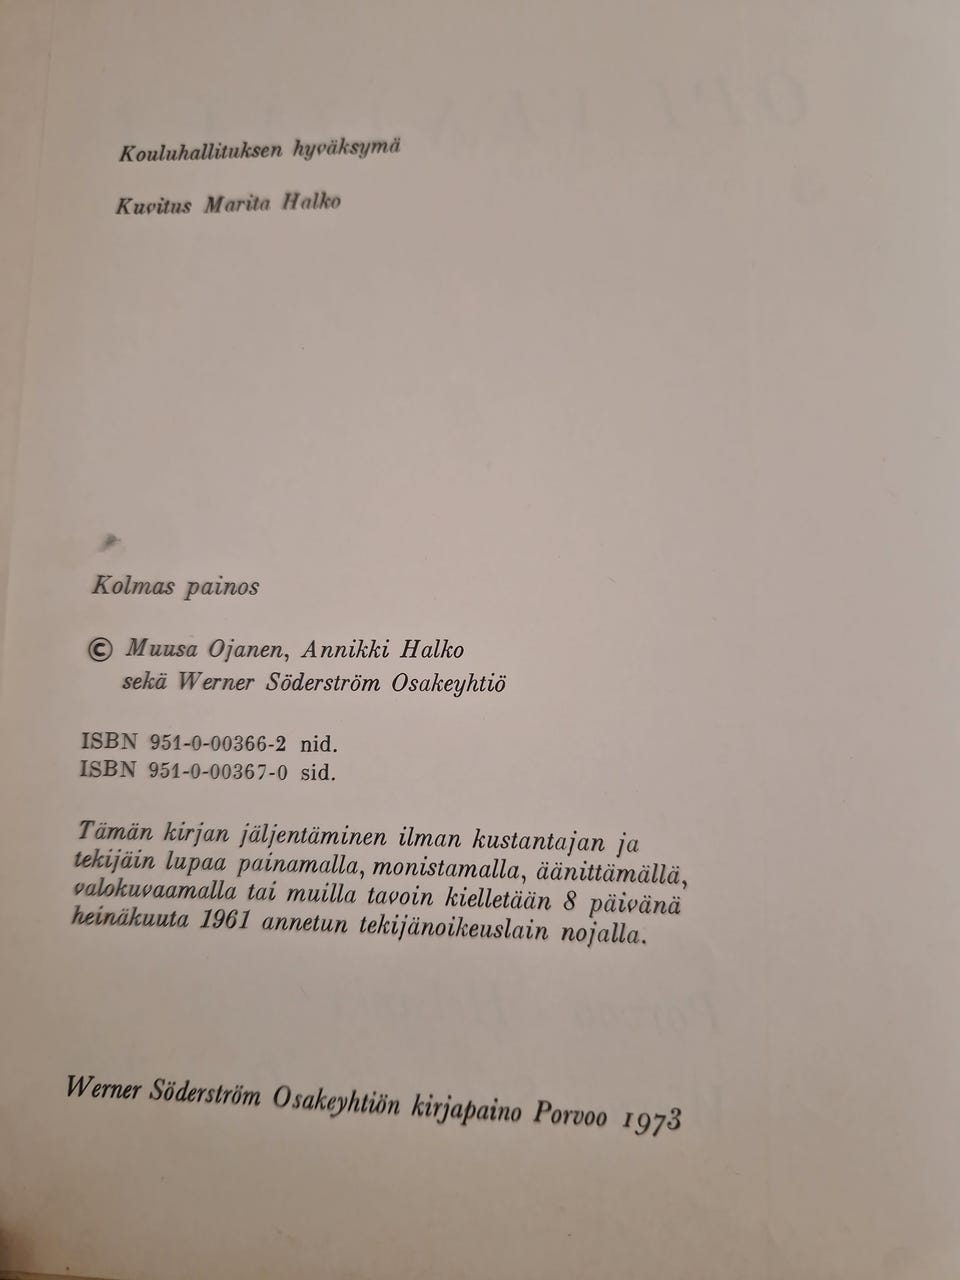 Kouluhallituksen hyväksymä
Kuvitus Marita Halko
Kolmas painos
© Muusa Ojanen, Annikki Halko
sekä Werner Söderström Osakeyhtiö
ISBN 951-0-00366-2 nid.
ISBN 951-0-00367-0 sid.
Tämän kirjan jäljentäminen ilman kustantajan ja
tekijäin lupaa painamalla, monistamalla, äänittämällä,
valokuvaamalla tai muilla tavoin kielletään 8 päivänä
heinäkuuta 1961 annetun tekijänoikeuslain nojalla.
Werner Söderström Osakeyhtiön kirjapaino Porvoo 1973